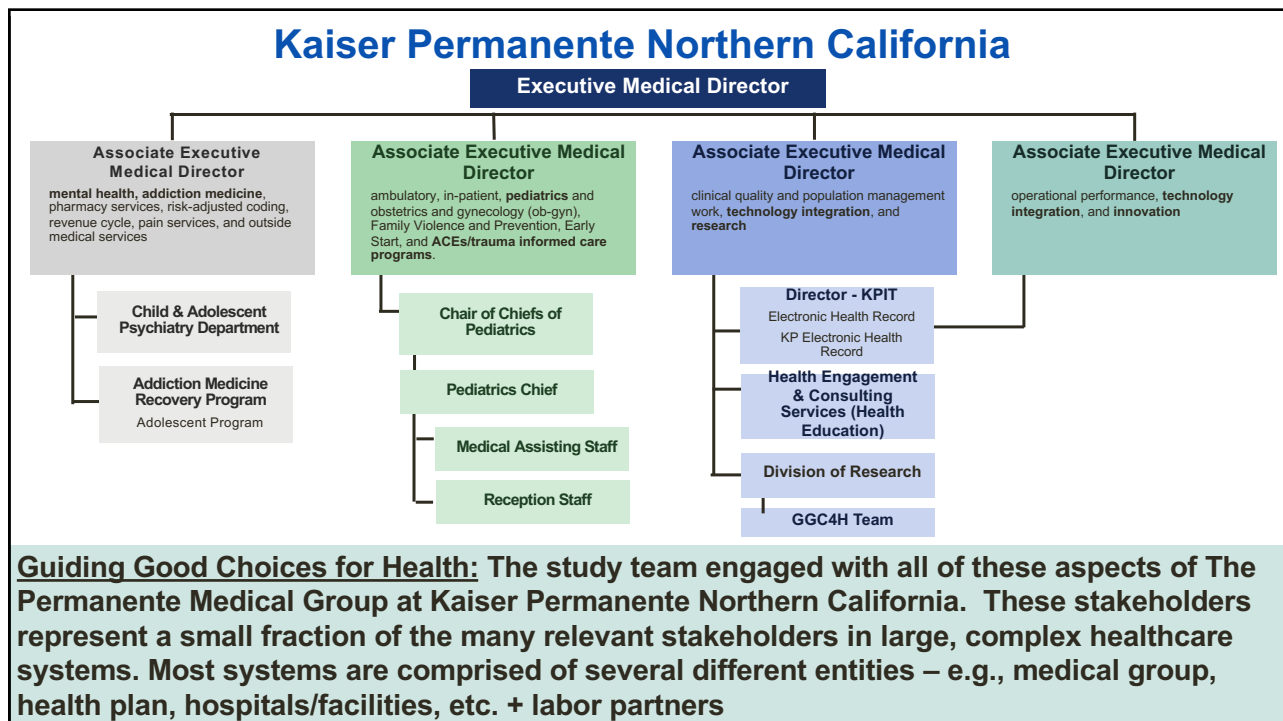 Kaiser Permanente Northern California
Executive Medical Director
Associate Executive
Medical Director
mental health, addiction medicine,
pharmacy services, risk-adjusted coding,
revenue cycle, pain services, and outside
medical services
Child & Adolescent
Psychiatry Department
Addiction Medicine
Recovery Program
Adolescent Program
Associate Executive Medical
Director
ambulatory, in-patient, pediatrics and
obstetrics and gynecology (ob-gyn),
Family Violence and Prevention, Early
Start, and ACEs/trauma informed care
programs.
Chair of Chiefs of
Pediatrics
Pediatrics Chief
Medical Assisting Staff
Reception Staff
Associate Executive Medical
Director
clinical quality and population management
work, technology integration, and
research
Director - KPIT
Electronic Health Record
KP Electronic Health
Record
Health Engagement
& Consulting
Services (Health
Education)
Division of Research
GGC4H Team
Associate Executive Medical
Director
operational performance, technology
integration, and innovation
Guiding Good Choices for Health: The study team engaged with all of these aspects of The
Permanente Medical Group at Kaiser Permanente Northern California. These stakeholders
represent a small fraction of the many relevant stakeholders in large, complex healthcare
systems. Most systems are comprised of several different entities – e.g., medical group,
health plan, hospitals/facilities, etc. + labor partners